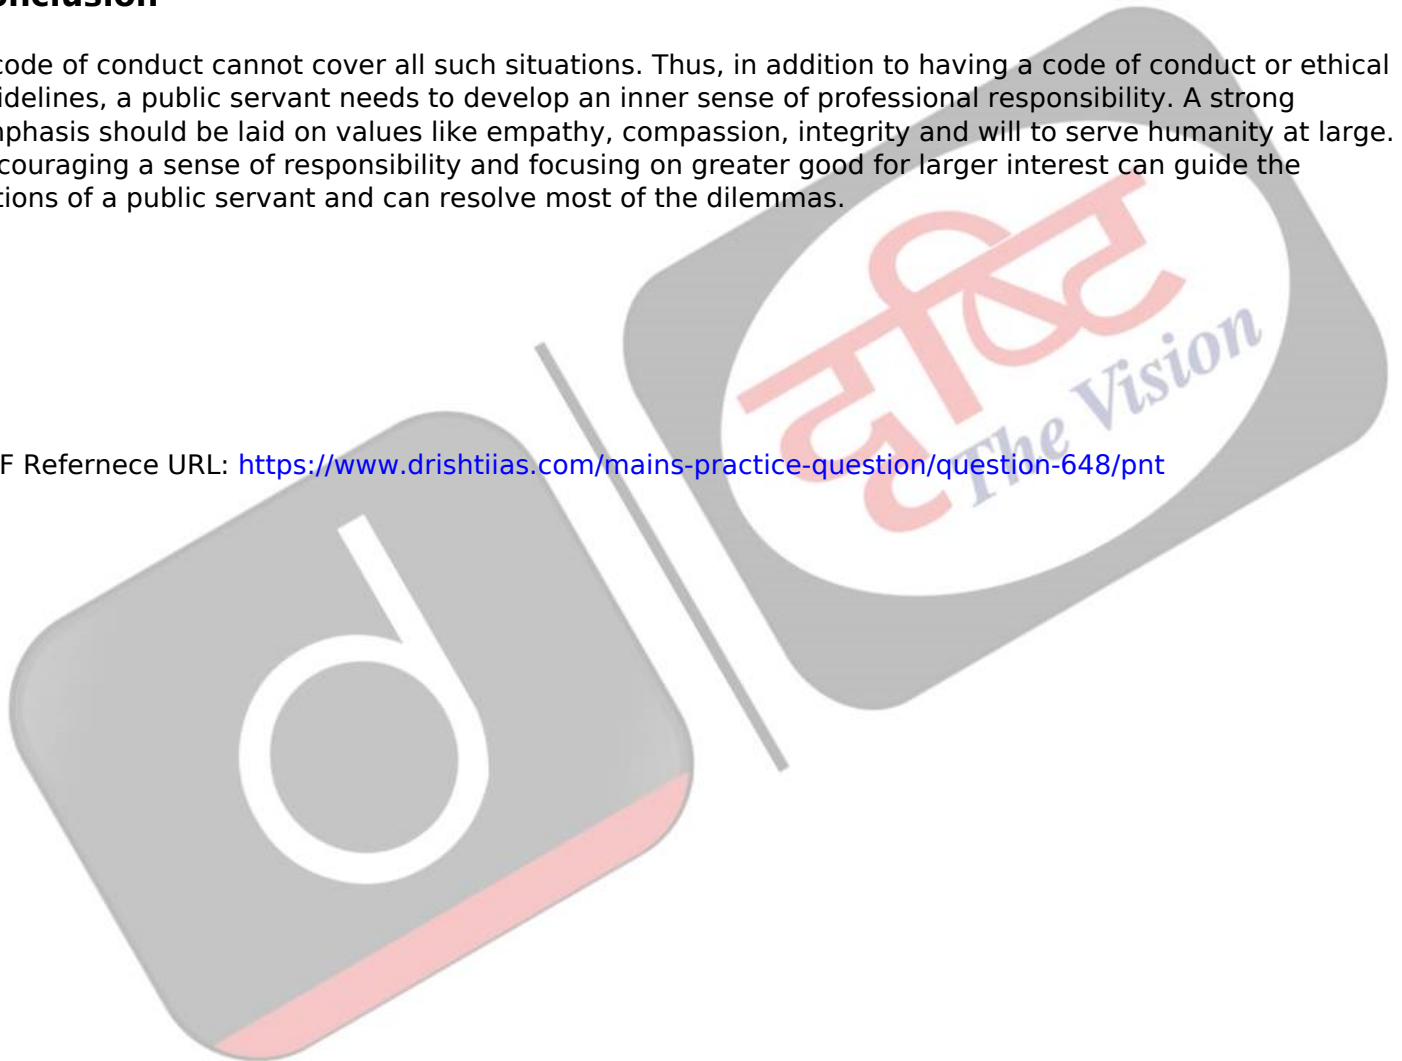 onclusion
code of conduct cannot cover all such situations. Thus, in addition to having a code of conduct or ethical
idelines, a public servant needs to develop an inner sense of professional responsibility. A strong
nphasis should be laid on values like empathy, compassion, integrity and will to serve humanity at large.
couraging a sense of responsibility and focusing on greater good for larger interest can guide the
tions of a public servant and can resolve most of the dilemmas.
दृष्टि
The Vision
F Refernece URL: https://www.drishtiias.com/mains-practice-question/question-648/pnt
d